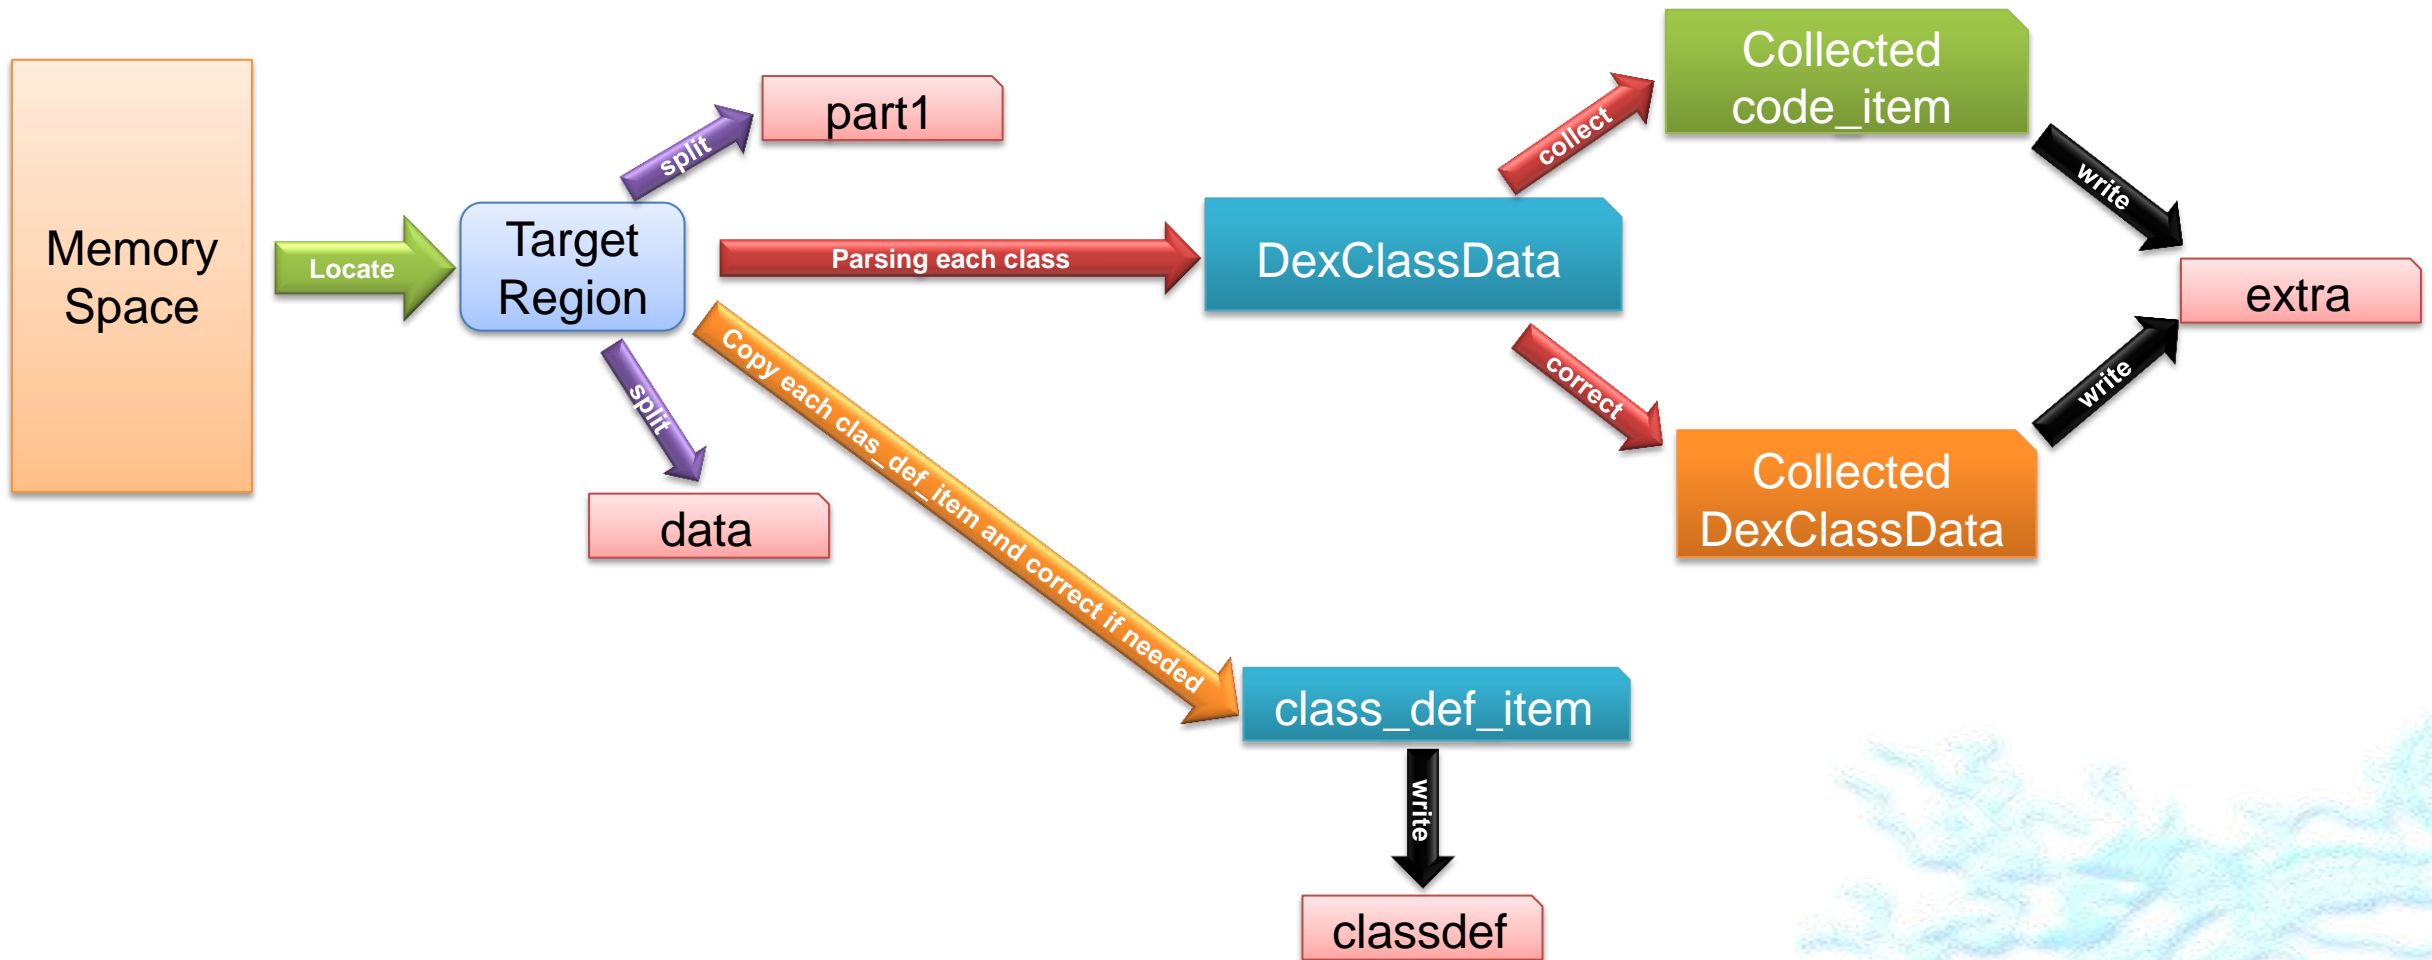 Memory
Space
Locate
Target
Region
split
part1
split
data
Parsing each class
DexClassData
Copy each clas_def_item and correct if needed
class_def_item
write
classdef
collect
Collected
code_item
correct
Collected
DexClassData
write
write
extra